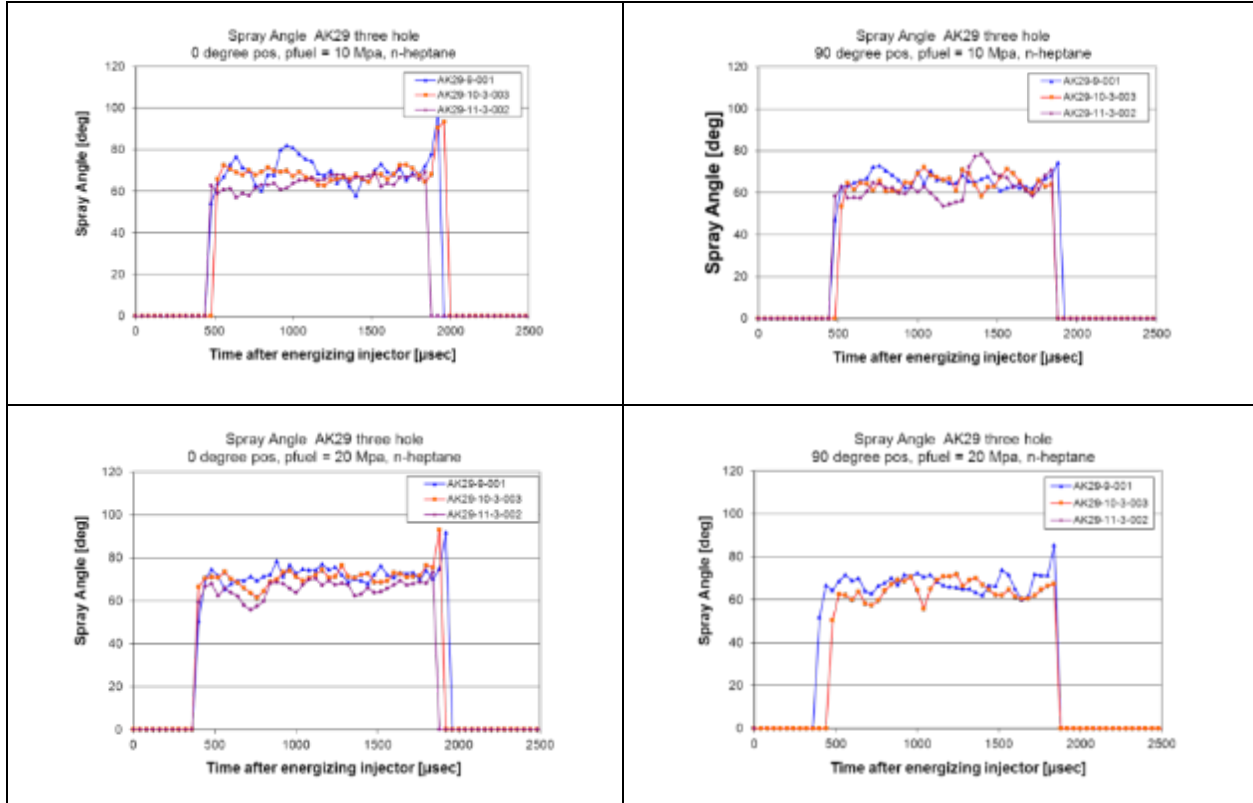 Spray Angle AK29 three hole
0 degree pos, pfuel = 10 Mpa, n-heptane
120
100
80
60
40
20
0
Spray Angle [deg]
AK29-9-001
AK29-10-3-003
AK29-11-3-002
0
500
1000
1500
2000
2500
Time after energizing injector [µsec]
Spray Angle AK29 three hole
90 degree pos, pfuel = 10 Mpa, n-heptane
120
100
80
60
40
20
0
Spray Angle [deg]
AK29-9-001
AK29-10-3-003
AK29-11-3-002
0
500
1000
1500
2000
2500
Time after energizing injector [µsec]
Spray Angle AK29 three hole
0 degree pos, pfuel = 20 Mpa, n-heptane
120
100
80
60
40
20
0
Spray Angle [deg]
AK29-9-001
AK29-10-3-003
AK29-11-3-002
0
500
1000
1500
2000
2500
Time after energizing injector [µsec]
Spray Angle AK29 three hole
90 degree pos, pfuel = 20 Mpa, n-heptane
120
100
80
60
40
20
0
Spray Angle [deg]
AK29-9-001
AK29-10-3-003
AK29-11-3-002
0
500
1000
1500
2000
2500
Time after energizing injector [µsec]